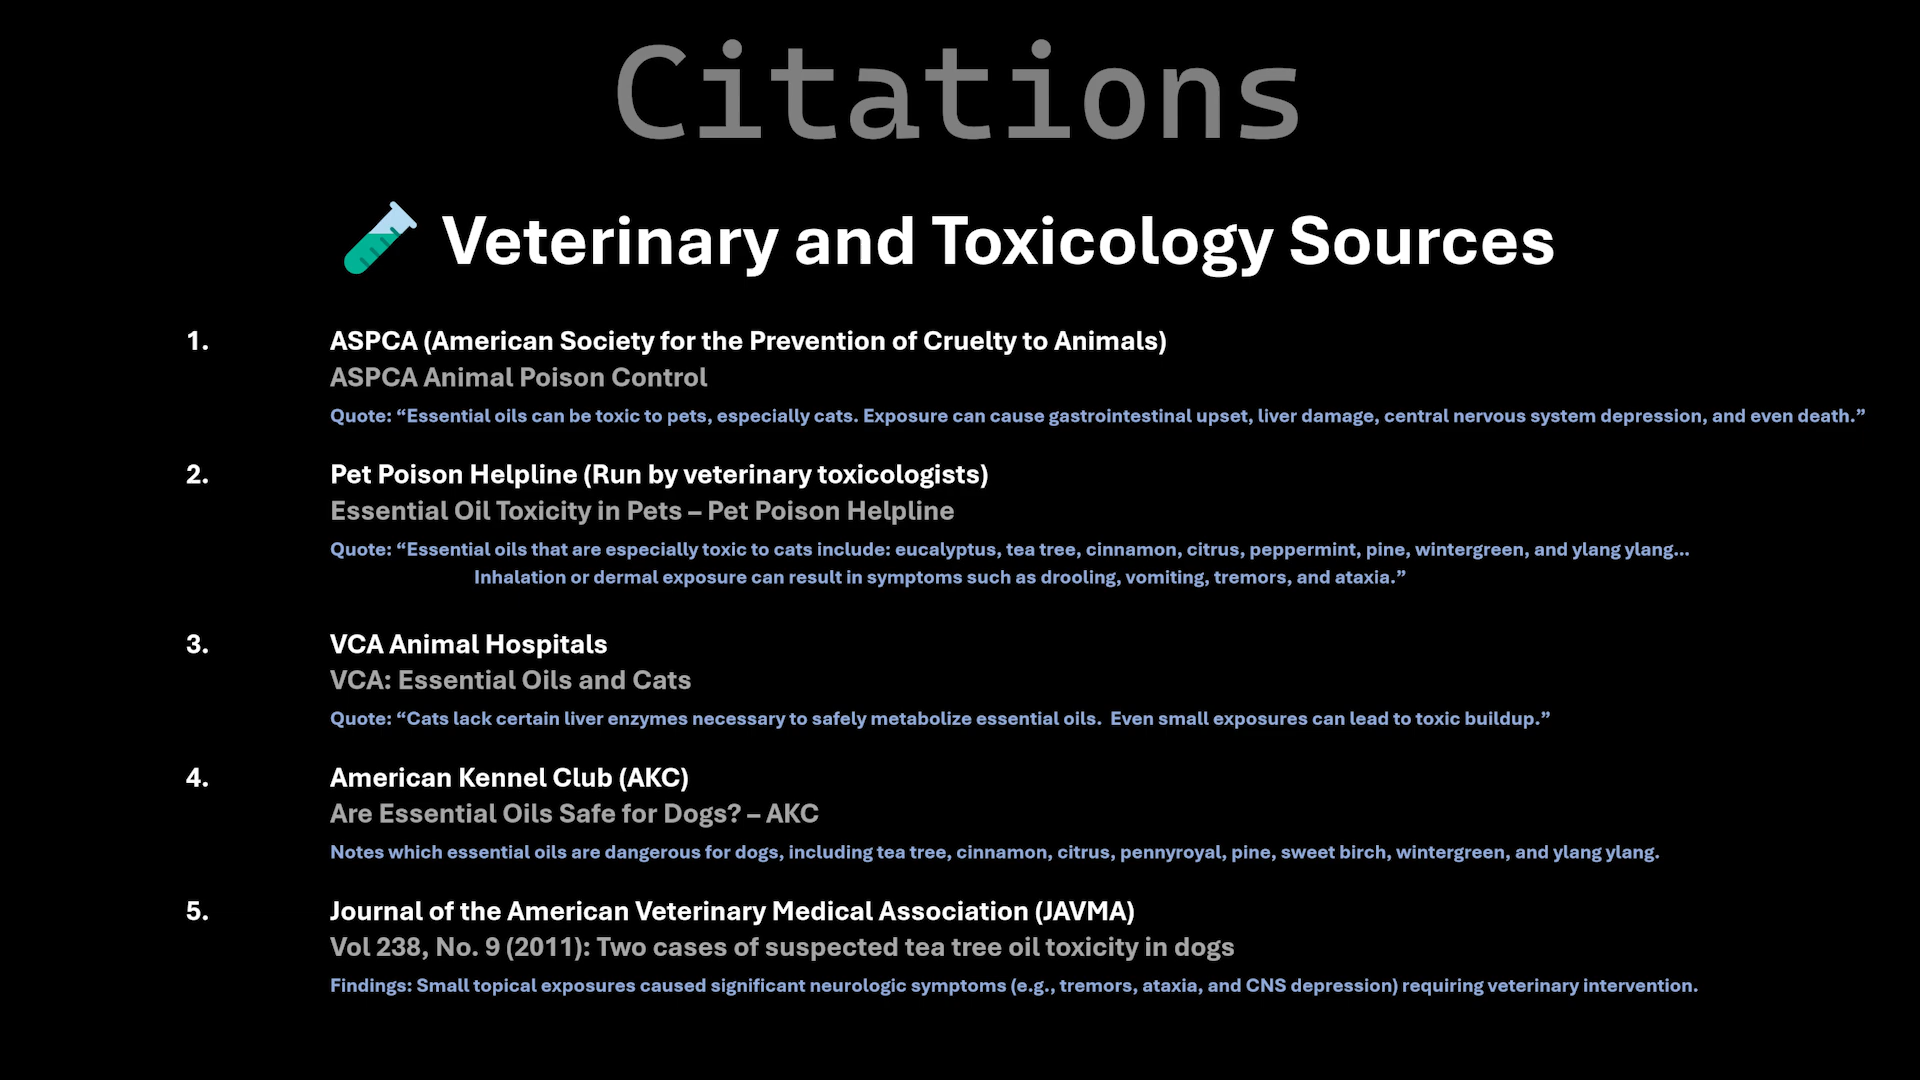 Citations
Veterinary and Toxicology Sources
1. ASPCA (American Society for the Prevention of Cruelty to Animals)
ASPCA Animal Poison Control
Quote: “Essential oils can be toxic to pets, especially cats. Exposure can cause gastrointestinal upset, liver damage, central nervous system depression, and even death.”
2. Pet Poison Helpline (Run by veterinary toxicologists)
Essential Oil Toxicity in Pets – Pet Poison Helpline
Quote: “Essential oils that are especially toxic to cats include: eucalyptus, tea tree, cinnamon, citrus, peppermint, pine, wintergreen, and ylang ylang...
Inhalation or dermal exposure can result in symptoms such as drooling, vomiting, tremors, and ataxia.”
3. VCA Animal Hospitals
VCA: Essential Oils and Cats
Quote: “Cats lack certain liver enzymes necessary to safely metabolize essential oils.  Even small exposures can lead to toxic buildup.”
4. American Kennel Club (AKC)
Are Essential Oils Safe for Dogs? – AKC
Notes which essential oils are dangerous for dogs, including tea tree, cinnamon, citrus, pennyroyal, pine, sweet birch, wintergreen, and ylang ylang.
5. Journal of the American Veterinary Medical Association (JAVMA)
Vol 238, No. 9 (2011): Two cases of suspected tea tree oil toxicity in dogs
Findings: Small topical exposures caused significant neurologic symptoms (e.g., tremors, ataxia, and CNS depression) requiring veterinary intervention.